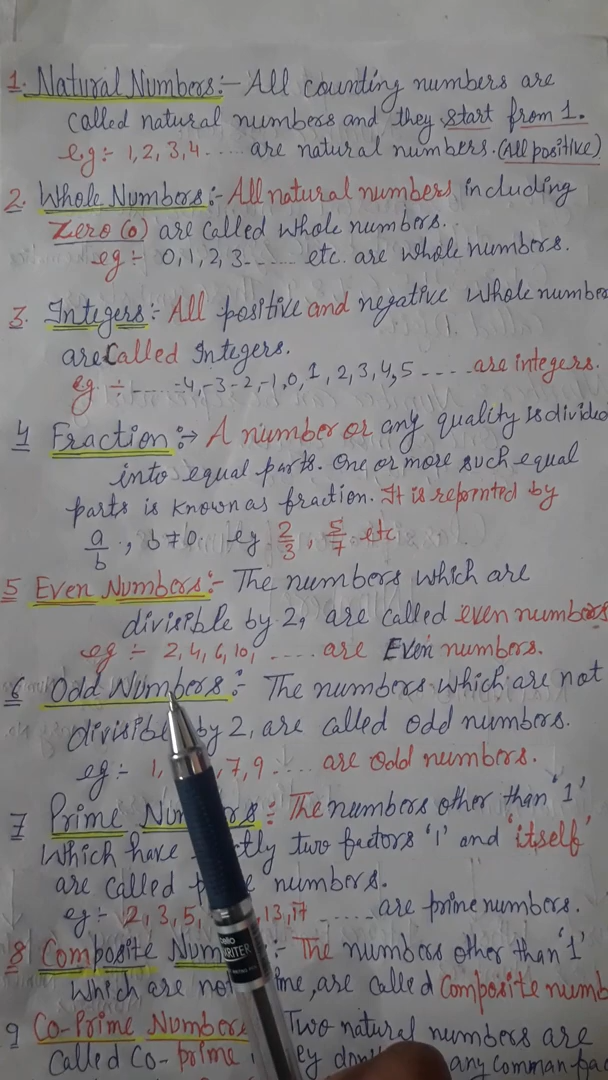 1. Natural Numbers:- All counting numbers are
called natural numbers and they start from 1.
e.g:- 1, 2, 3, 4 .... are natural numbers. (All positive)
2. Whole Numbers:- All natural numbers including
Zero (0) are called whole numbers.
eg:- 0, 1, 2, 3 ...... etc. are whole numbers.
3. Integers:- All positive and negative whole number
are Called Integers.
eg:- ..... -4, -3 -2, -1, 0, 1, 2, 3, 4, 5 .... are integers.
4 Fraction:→ A number or any quality is divided
into equal parts. One or more such equal
parts is known as fraction. It is reprinted by
a/b, b ≠ 0 eg 2/3, 5/7 etc
5 Even Numbers:- The numbers which are
divisible by 2, are called even numbers
eg:- 2, 4, 6, 10, ..... are Even numbers.
6 Odd Numbers:- The numbers which are not
divisible by 2, are called odd numbers.
eg:- 1, 7, 9 .... are odd numbers.
7 Prime Numbers:- The numbers other than '1'
which have two factors '1' and 'itself'
are called numbers.
eg:- 2, 3, 5, 13, 17 ...... are prime numbers.
8 Composite Num :- The numbers other than '1'
which are not are called composite numb
9 Co-Prime Numbers Two natural numbers are
called Co-prime any comman fa